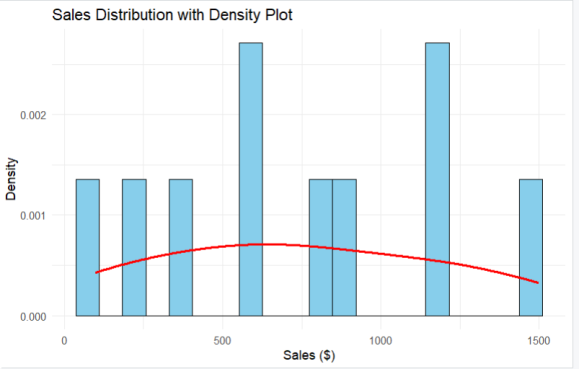 Sales Distribution with Density Plot
Density
0.002
0.001
0.000
0 500 1000 1500
Sales ($)